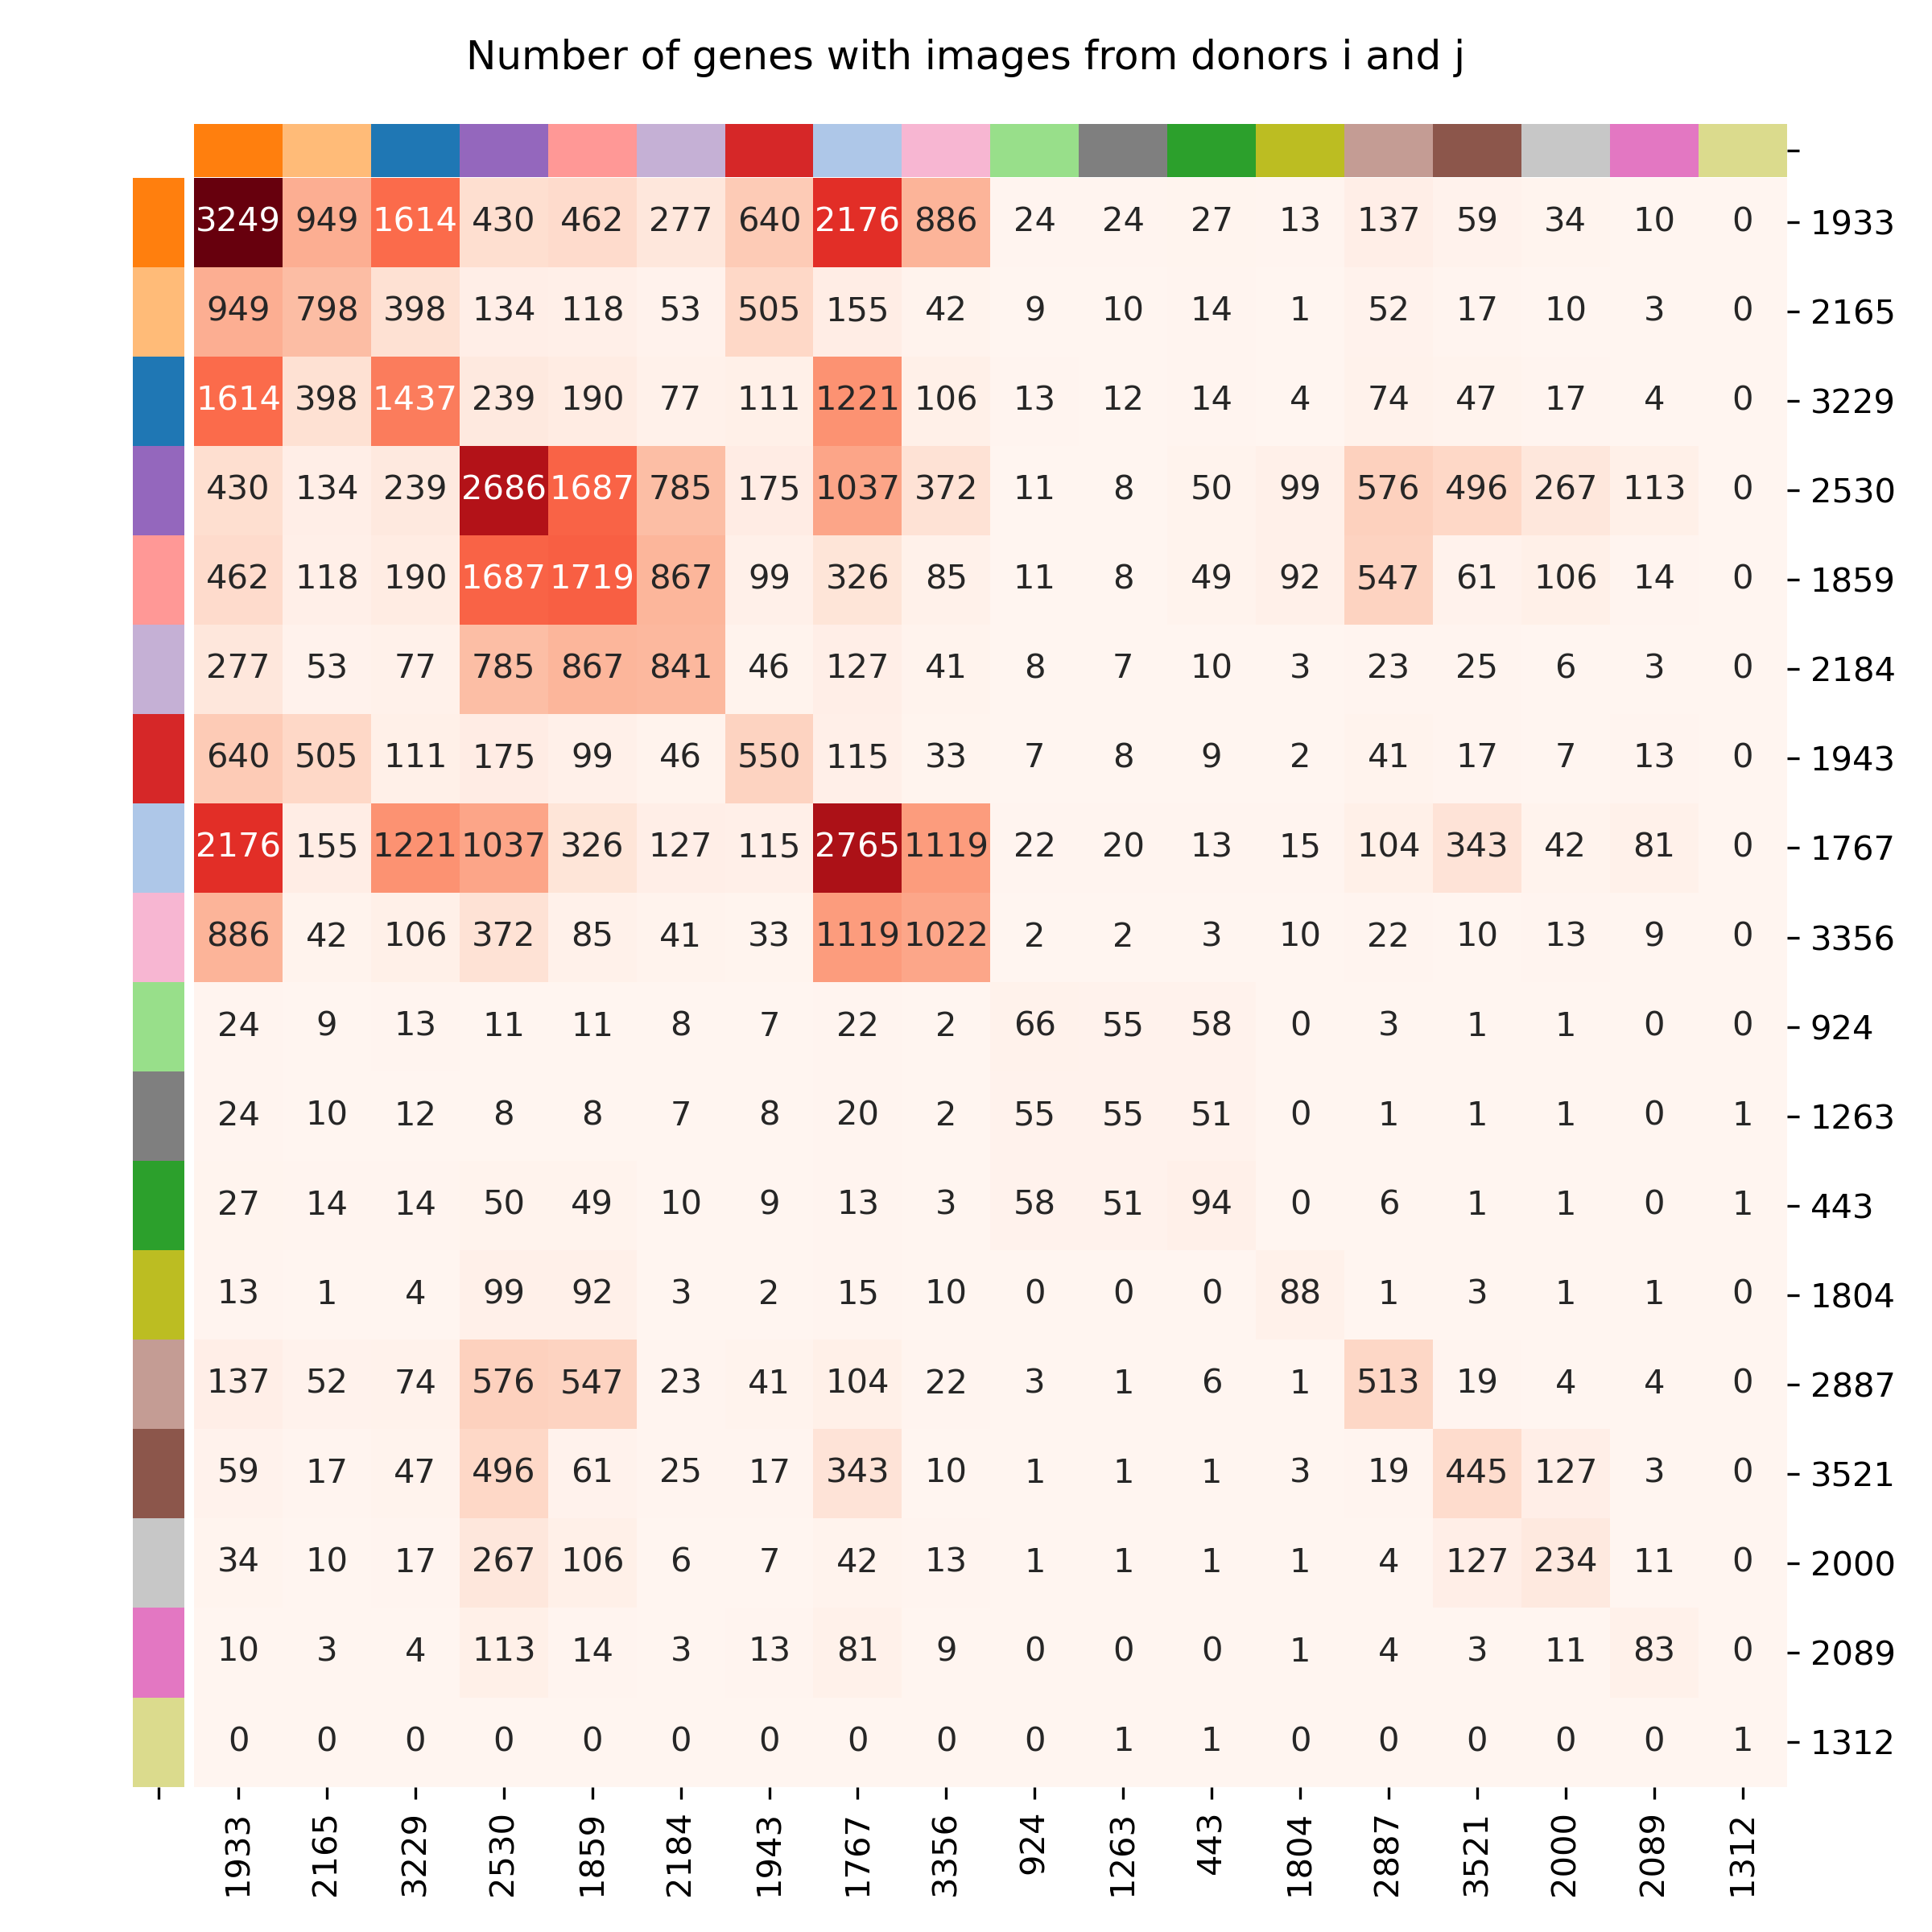 Number of genes with images from donors i and j
3249 949 1614 430 462 277 640 2176 886 24 24 27 13 137 59 34 10 0 1933
949 798 398 134 118 53 505 155 42 9 10 14 1 52 17 10 3 0 2165
1614 398 1437 239 190 77 111 1221 106 13 12 14 4 74 47 17 4 0 3229
430 134 239 2686 1687 785 175 1037 372 11 8 50 99 576 496 267 113 0 2530
462 118 190 1687 1719 867 99 326 85 11 8 49 92 547 61 106 14 0 1859
277 53 77 785 867 841 46 127 41 8 7 10 3 23 25 6 3 0 2184
640 505 111 175 99 46 550 115 33 7 8 9 2 41 17 7 13 0 1943
2176 155 1221 1037 326 127 115 2765 1119 22 20 13 15 104 343 42 81 0 1767
886 42 106 372 85 41 33 1119 1022 2 2 3 10 22 10 13 9 0 3356
24 9 13 11 11 8 7 22 2 66 55 58 0 3 1 1 0 0 924
24 10 12 8 8 7 8 20 2 55 55 51 0 1 1 1 0 1 1263
27 14 14 50 49 10 9 13 3 58 51 94 0 6 1 1 0 1 443
13 1 4 99 92 3 2 15 10 0 0 0 88 1 3 1 1 0 1804
137 52 74 576 547 23 41 104 22 3 1 6 1 513 19 4 4 0 2887
59 17 47 496 61 25 17 343 10 1 1 1 3 19 445 127 3 0 3521
34 10 17 267 106 6 7 42 13 1 1 1 1 4 127 234 11 0 2000
10 3 4 113 14 3 13 81 9 0 0 0 1 4 3 11 83 0 2089
0 0 0 0 0 0 0 0 0 0 1 1 0 0 0 0 0 1 1312
1933 2165 3229 2530 1859 2184 1943 1767 3356 924 1263 443 1804 2887 3521 2000 2089 1312